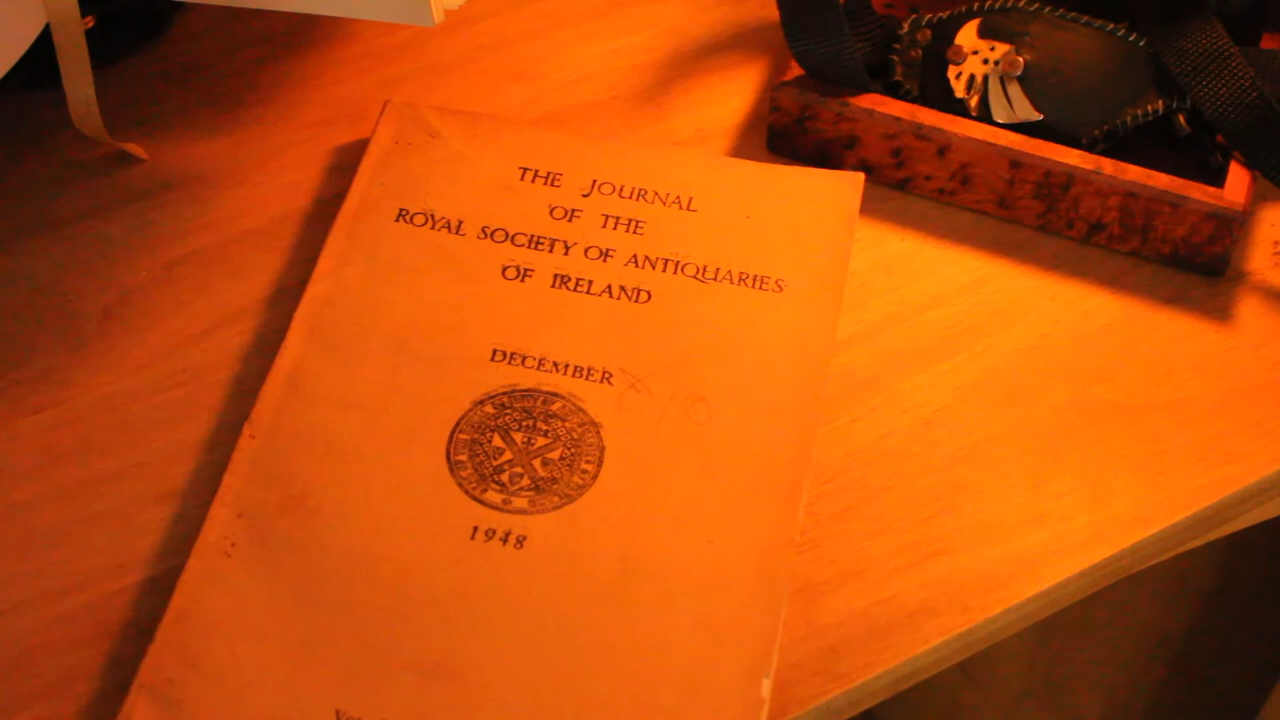 THE JOURNAL
OF THE
ROYAL SOCIETY OF ANTIQUARIES
OF IRELAND
DECEMBER
1948